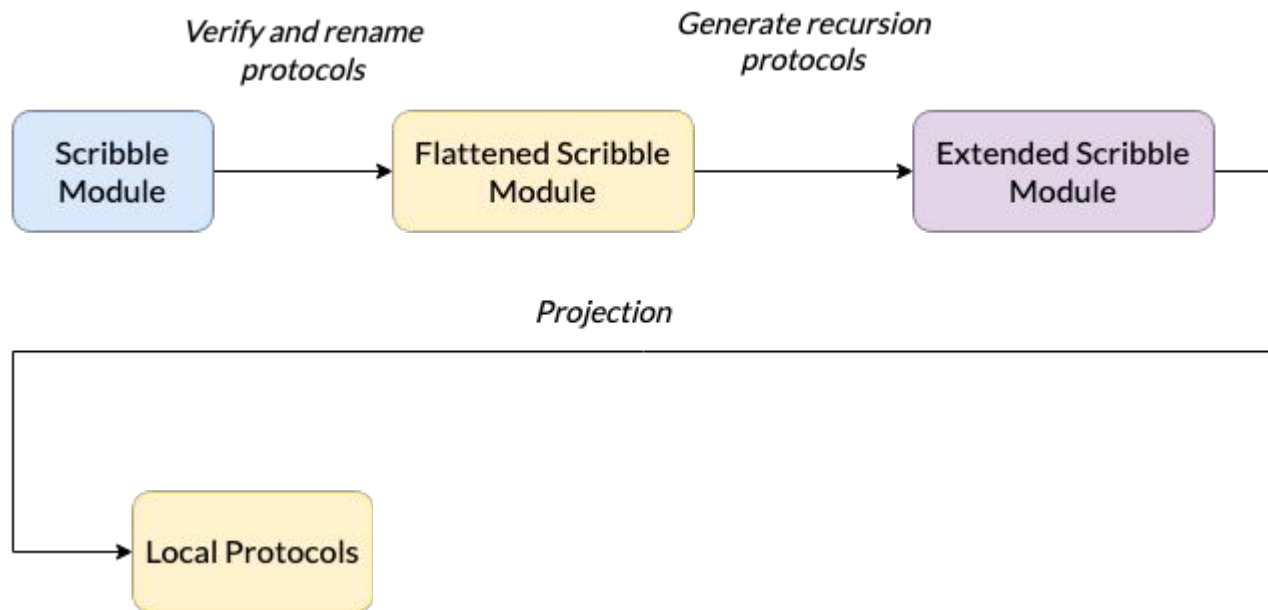 Verify and rename
protocols
Generate recursion
protocols
Scribble
Module
Flattened Scribble
Module
Extended Scribble
Module
Projection
Local Protocols